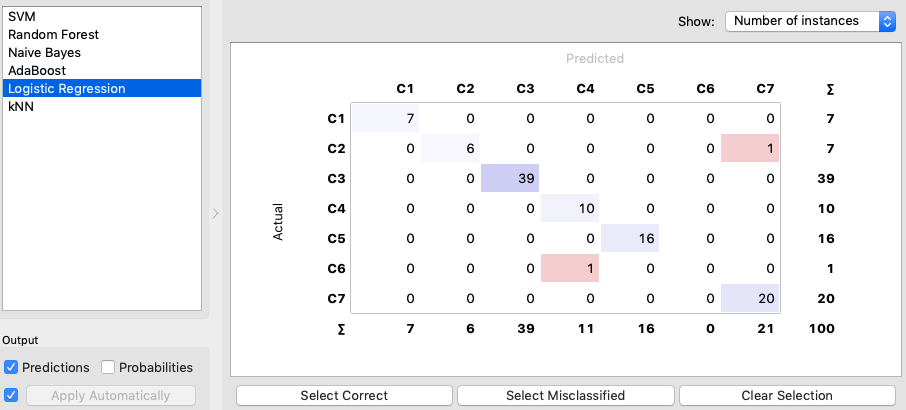 SVM
Random Forest
Naive Bayes
AdaBoost
Logistic Regression
kNN
Output
Predictions Probabilities
Apply Automatically
Show: Number of instances
Predicted
C1 C2 C3 C4 C5 C6 C7 Σ
C1 7 0 0 0 0 0 0 7
C2 0 6 0 0 0 0 1 7
C3 0 0 39 0 0 0 0 39
C4 0 0 0 10 0 0 0 10
C5 0 0 0 0 16 0 0 16
C6 0 0 0 1 0 0 0 1
C7 0 0 0 0 0 0 20 20
Σ 7 6 39 11 16 0 21 100
Actual
Select Correct Select Misclassified Clear Selection